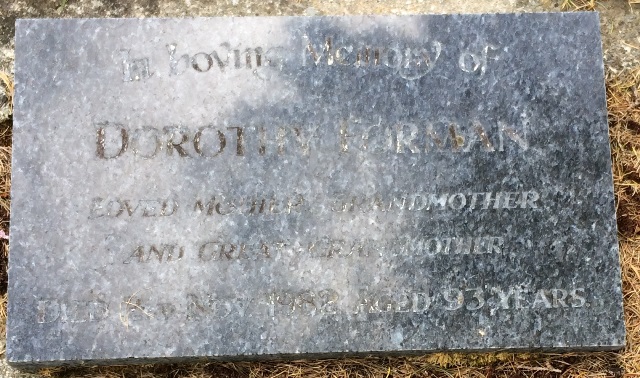 In Loving Memory of
DOROTHY FORMAN
LOVED MOTHER, GRANDMOTHER
AND GREAT-GRANDMOTHER
DIED Nov 1982 AGED 93 YEARS